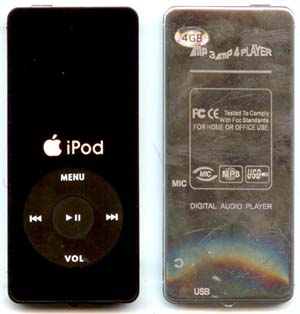 iPod
MENU
VOL
4GB
MP3/MP4 PLAYER
FC CE Tested To Comply
With Fcc Standards
FOR HOME OR OFFICE USE
MIC MP3 USB
MIC
DIGITAL AUDIO PLAYER
USB